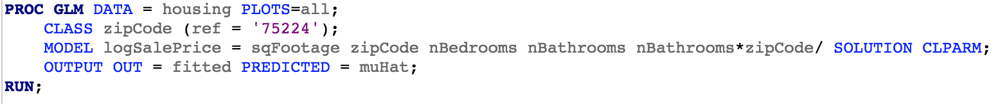 PROC GLM DATA = housing PLOTS=all;
CLASS zipCode (ref = '75224');
MODEL logSalePrice = sqFootage zipCode nBedrooms nBathrooms nBathrooms*zipCode/ SOLUTION CLPARM;
OUTPUT OUT = fitted PREDICTED = muHat;
RUN;